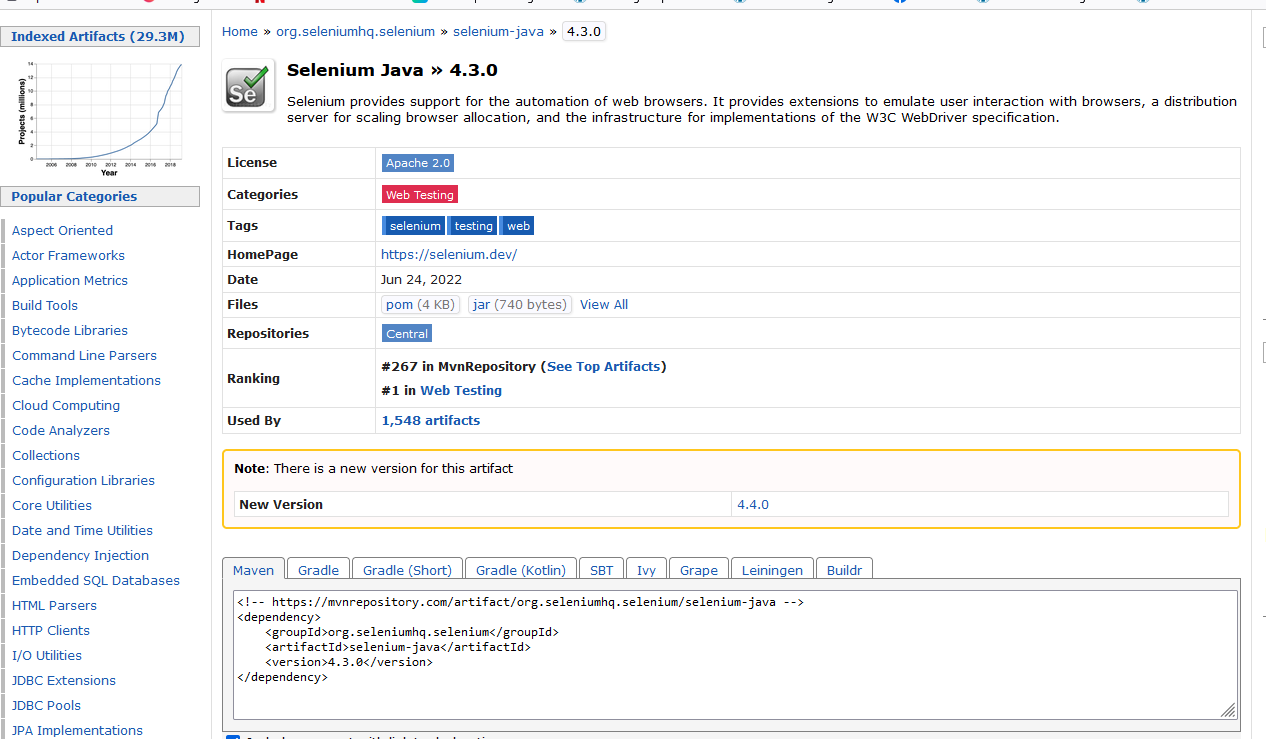 Indexed Artifacts (29.3M)
Projects (millions)
14
12
10
8
6
4
2
0
2006 2008 2010 2012 2014 2016 2018
Year
Popular Categories
Aspect Oriented
Actor Frameworks
Application Metrics
Build Tools
Bytecode Libraries
Command Line Parsers
Cache Implementations
Cloud Computing
Code Analyzers
Collections
Configuration Libraries
Core Utilities
Date and Time Utilities
Dependency Injection
Embedded SQL Databases
HTML Parsers
HTTP Clients
I/O Utilities
JDBC Extensions
JDBC Pools
JPA Implementations
Home » org.seleniumhq.selenium » selenium-java » 4.3.0
Se
Selenium Java » 4.3.0
Selenium provides support for the automation of web browsers. It provides extensions to emulate user interaction with browsers, a distribution
server for scaling browser allocation, and the infrastructure for implementations of the W3C WebDriver specification.
License Apache 2.0
Categories Web Testing
Tags selenium testing web
HomePage https://selenium.dev/
Date Jun 24, 2022
Files pom (4 KB) jar (740 bytes) View All
Repositories Central
Ranking #267 in MvnRepository (See Top Artifacts)
#1 in Web Testing
Used By 1,548 artifacts
Note: There is a new version for this artifact
New Version 4.4.0
Maven Gradle Gradle (Short) Gradle (Kotlin) SBT Ivy Grape Leiningen Buildr
<!-- https://mvnrepository.com/artifact/org.seleniumhq.selenium/selenium-java -->
<dependency>
    <groupId>org.seleniumhq.selenium</groupId>
    <artifactId>selenium-java</artifactId>
    <version>4.3.0</version>
</dependency>